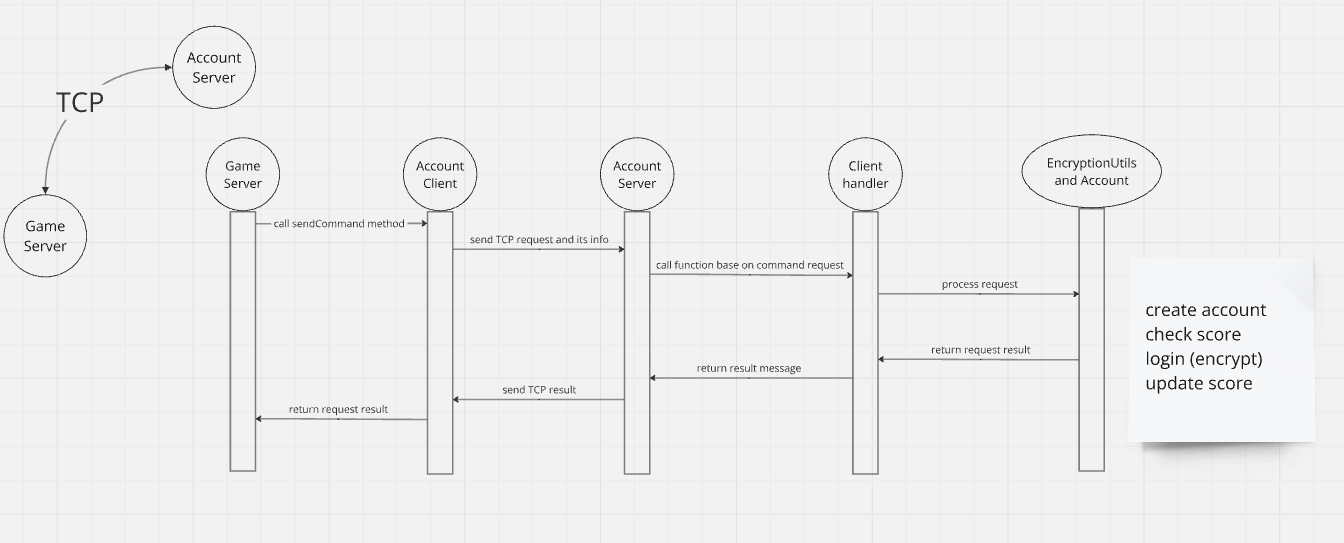 Account
Server
TCP
Game
Server
Game
Server
Account
Client
Account
Server
Client
handler
EncryptionUtils
and Account
call sendCommand method
send TCP request and its info
call function base on command request
process request
return request result
return result message
send TCP result
return request result
create account
check score
login (encrypt)
update score